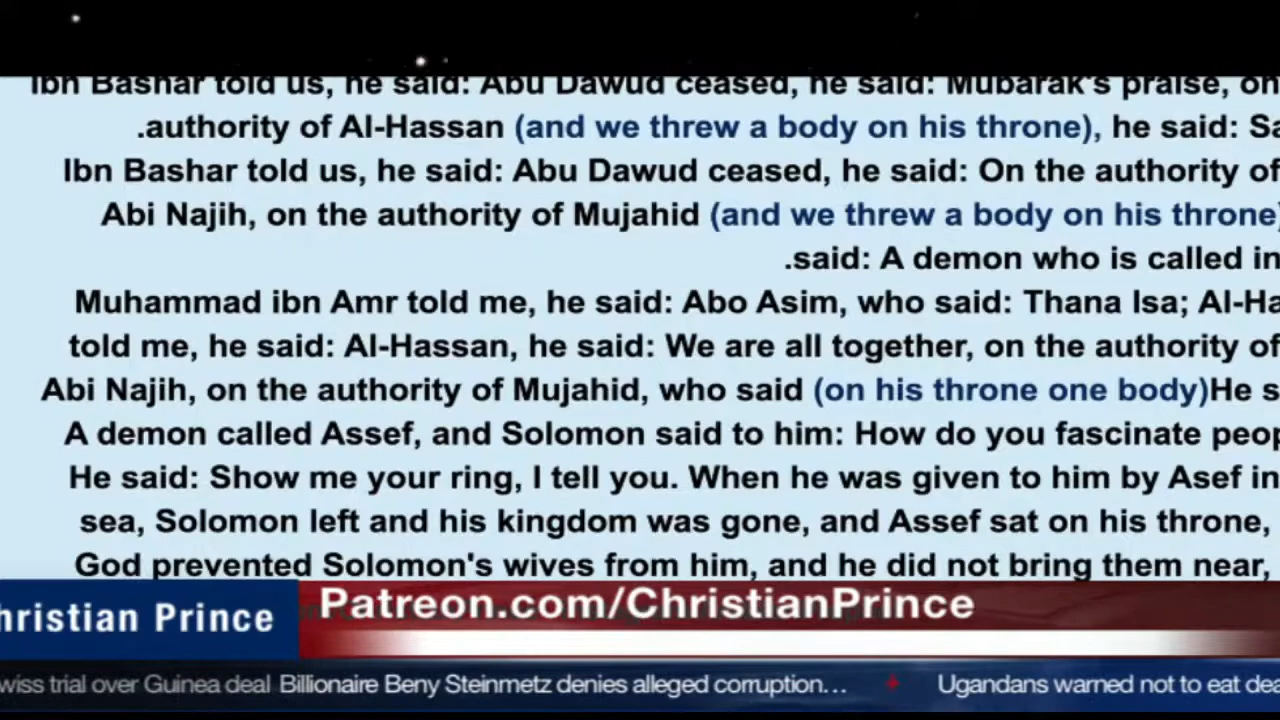 Ibn Bashar told us, he said: Abu Dawud ceased, he said: Mubarak's praise, on
.authority of Al-Hassan (and we threw a body on his throne), he said: Sa
Ibn Bashar told us, he said: Abu Dawud ceased, he said: On the authority of
Abi Najih, on the authority of Mujahid (and we threw a body on his throne)
.said: A demon who is called in
Muhammad ibn Amr told me, he said: Abo Asim, who said: Thana Isa; Al-Ha
told me, he said: Al-Hassan, he said: We are all together, on the authority of
Abi Najih, on the authority of Mujahid, who said (on his throne one body)He s
A demon called Assef, and Solomon said to him: How do you fascinate peop
He said: Show me your ring, I tell you. When he was given to him by Asef in
sea, Solomon left and his kingdom was gone, and Assef sat on his throne,
God prevented Solomon's wives from him, and he did not bring them near,
hristian Prince
Patreon.com/ChristianPrince
wiss trial over Guinea deal Billionaire Beny Steinmetz denies alleged corruption… Ugandans warned not to eat dea